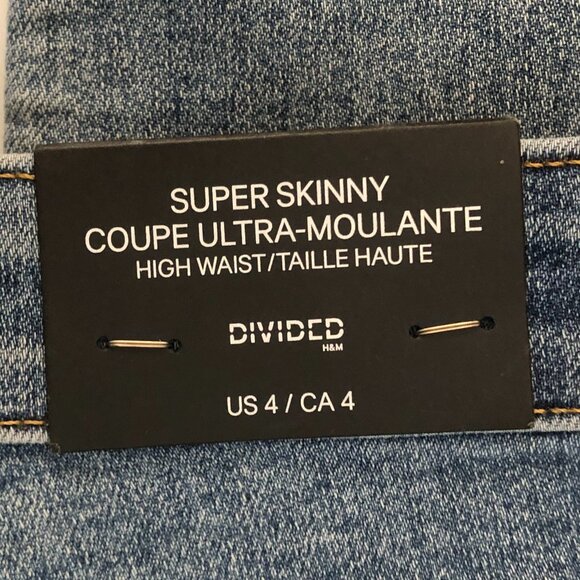 SUPER SKINNY
COUPE ULTRA-MOULANTE
HIGH WAIST/TAILLE HAUTE
DIVIDED
H&M
US 4 / CA 4